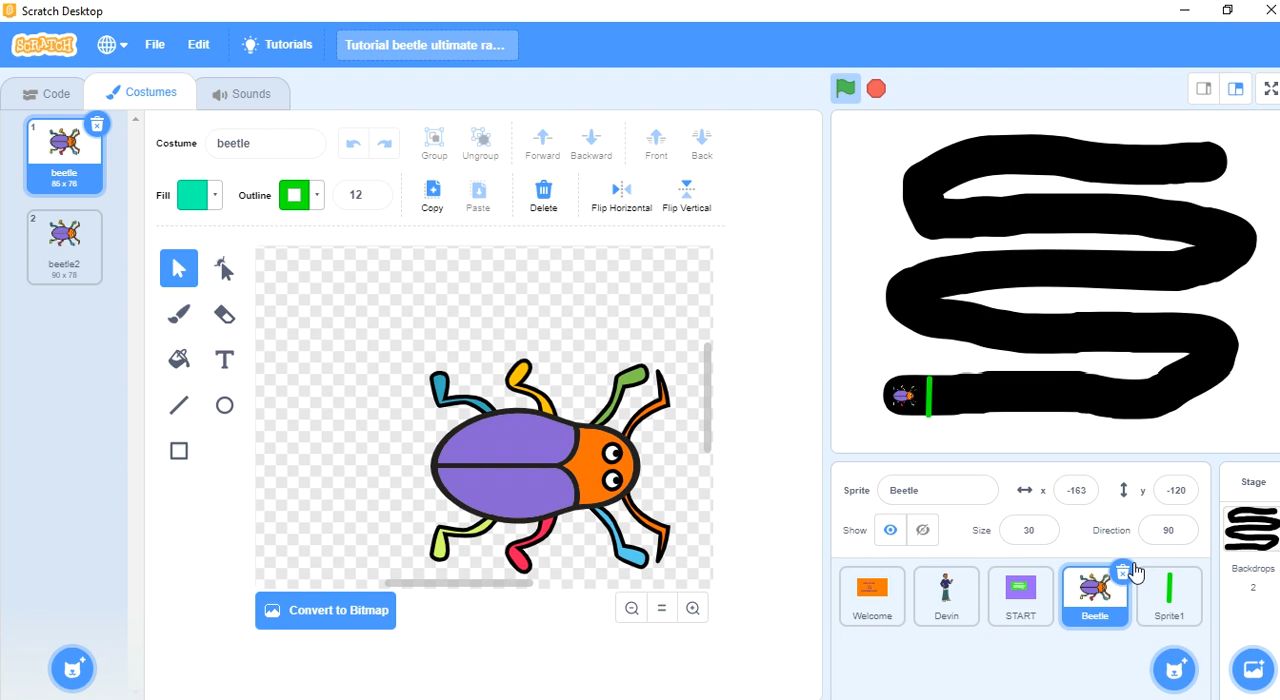 Scratch Desktop
SCRATCH File Edit Tutorials Tutorial beetle ultimate ra...
Code Costumes Sounds
1
beetle
85 x 76
2
beetle2
90 x 78
Costume beetle Group Ungroup Forward Backward Front Back
Fill Outline 12 Copy Paste Delete Flip Horizontal Flip Vertical
T
Convert to Bitmap
Sprite Beetle x -163 y -120
Show Size 30 Direction 90
Welcome Devin START Beetle Sprite1
Stage
Backdrops
2